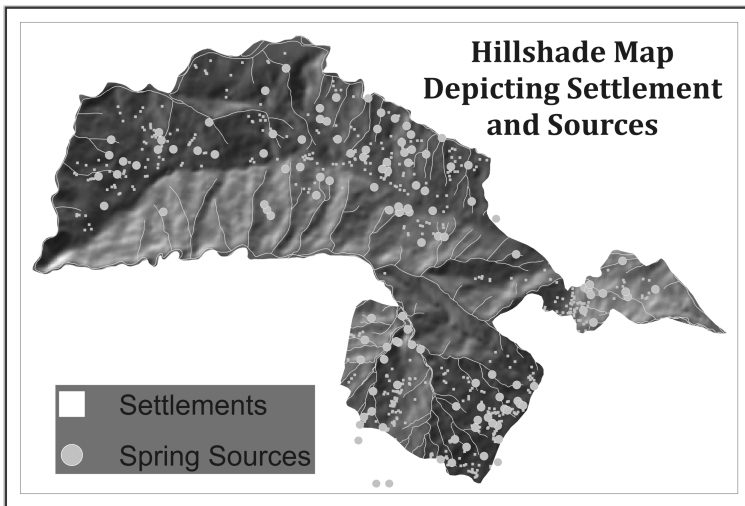 Hillshade Map
Depicting Settlement
and Sources
Settlements
Spring Sources